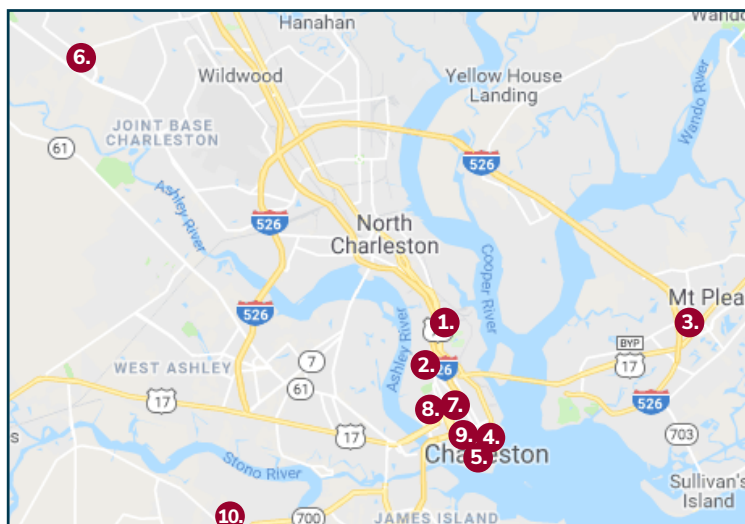 Hanahan
Wando
6.
Wildwood
Yellow House
Landing
Wando River
JOINT BASE
CHARLESTON
61
526
Ashley River
526
North
Charleston
Cooper River
526
Mt Plea
1.
3.
Ashley River
BYP
17
7
2.
WEST ASHLEY
61
17
526
8.
7.
17
9.
4.
703
s
5.
Charleston
Stono River
Sullivan's
Island
10.
700
JAMES ISLAND